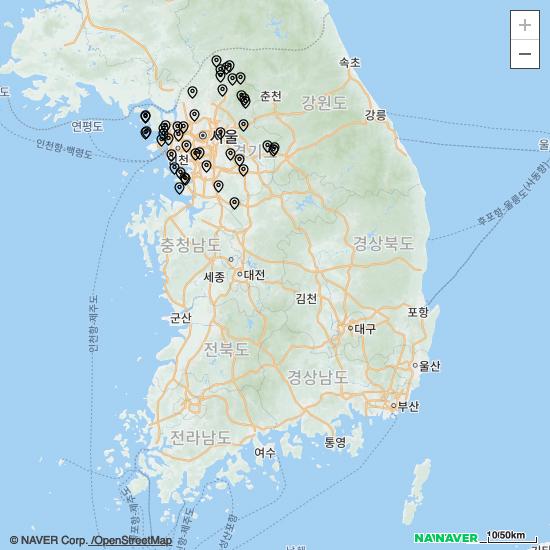 +
−
속초
춘천
강원도
강릉
연평도
서울
울
인천항-백령도
인천
경기도
후포항-울릉도(사동항)
충청남도
경상북도
세종
대전
인천항-제주도
김천
군산
포항
대구
전북도
울산
경상남도
부산
전라남도
통영
여수
© NAVER Corp. /OpenStreetMap
NAVER
10/50km